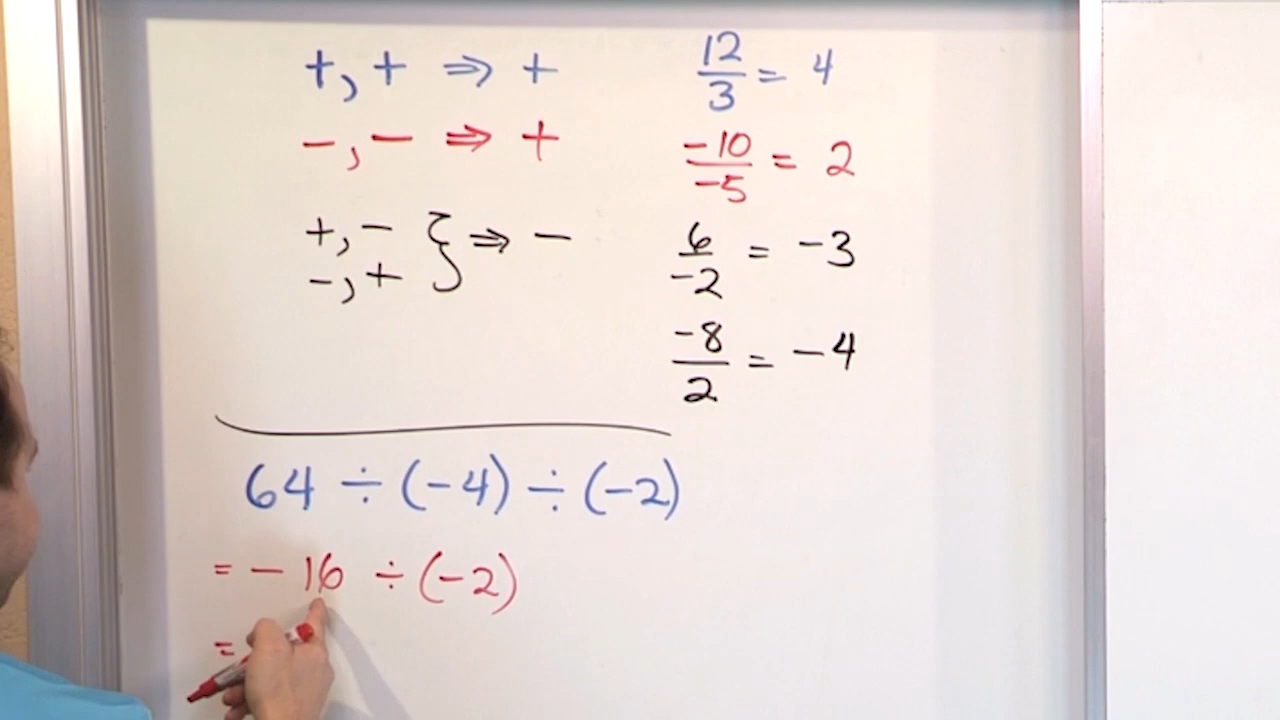 +, + ⇒ +
12/3 = 4
-, - ⇒ +
-10/-5 = 2
+, -
-, + } ⇒ -
6/-2 = -3
-8/2 = -4
64 ÷ (-4) ÷ (-2)
= -16 ÷ (-2)
=